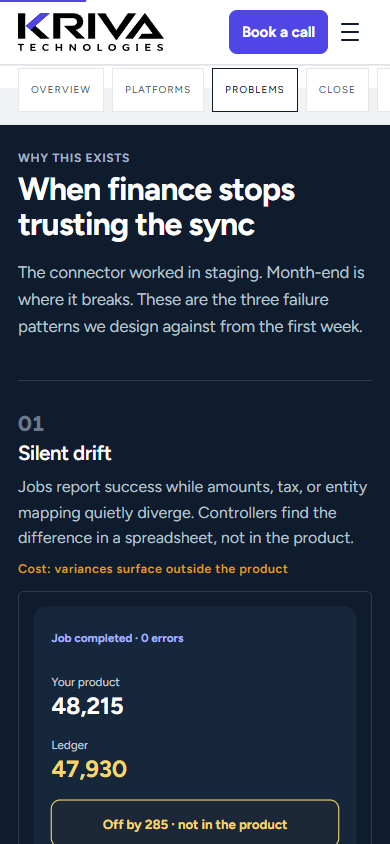 KRIVA
TECHNOLOGIES
Book a call
OVERVIEW
PLATFORMS
PROBLEMS
CLOSE
WHY THIS EXISTS
When finance stops
trusting the sync
The connector worked in staging. Month-end is
where it breaks. These are the three failure
patterns we design against from the first week.
01
Silent drift
Jobs report success while amounts, tax, or entity
mapping quietly diverge. Controllers find the
difference in a spreadsheet, not in the product.
Cost: variances surface outside the product
Job completed · 0 errors
Your product
48,215
Ledger
47,930
Off by 285 · not in the product